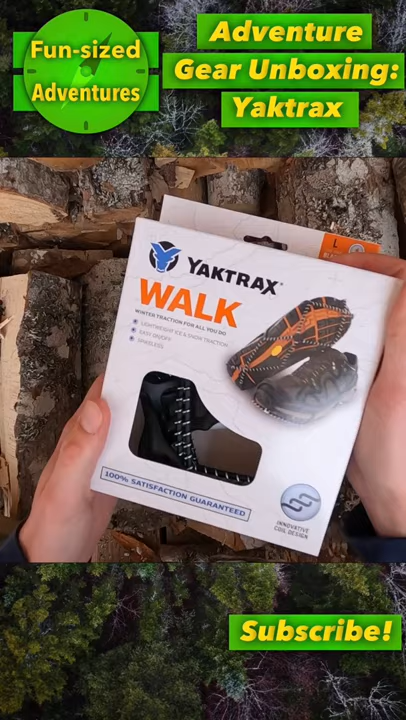 Fun-sized
Adventures
Adventure
Gear Unboxing:
Yaktrax
L
YAKTRAX
WALK
WINTER TRACTION FOR ALL YOU DO
LIGHTWEIGHT ICE & SNOW TRACTION
EASY ON/OFF
SPIKELESS
100% SATISFACTION GUARANTEED
INNOVATIVE
COIL DESIGN
Subscribe!